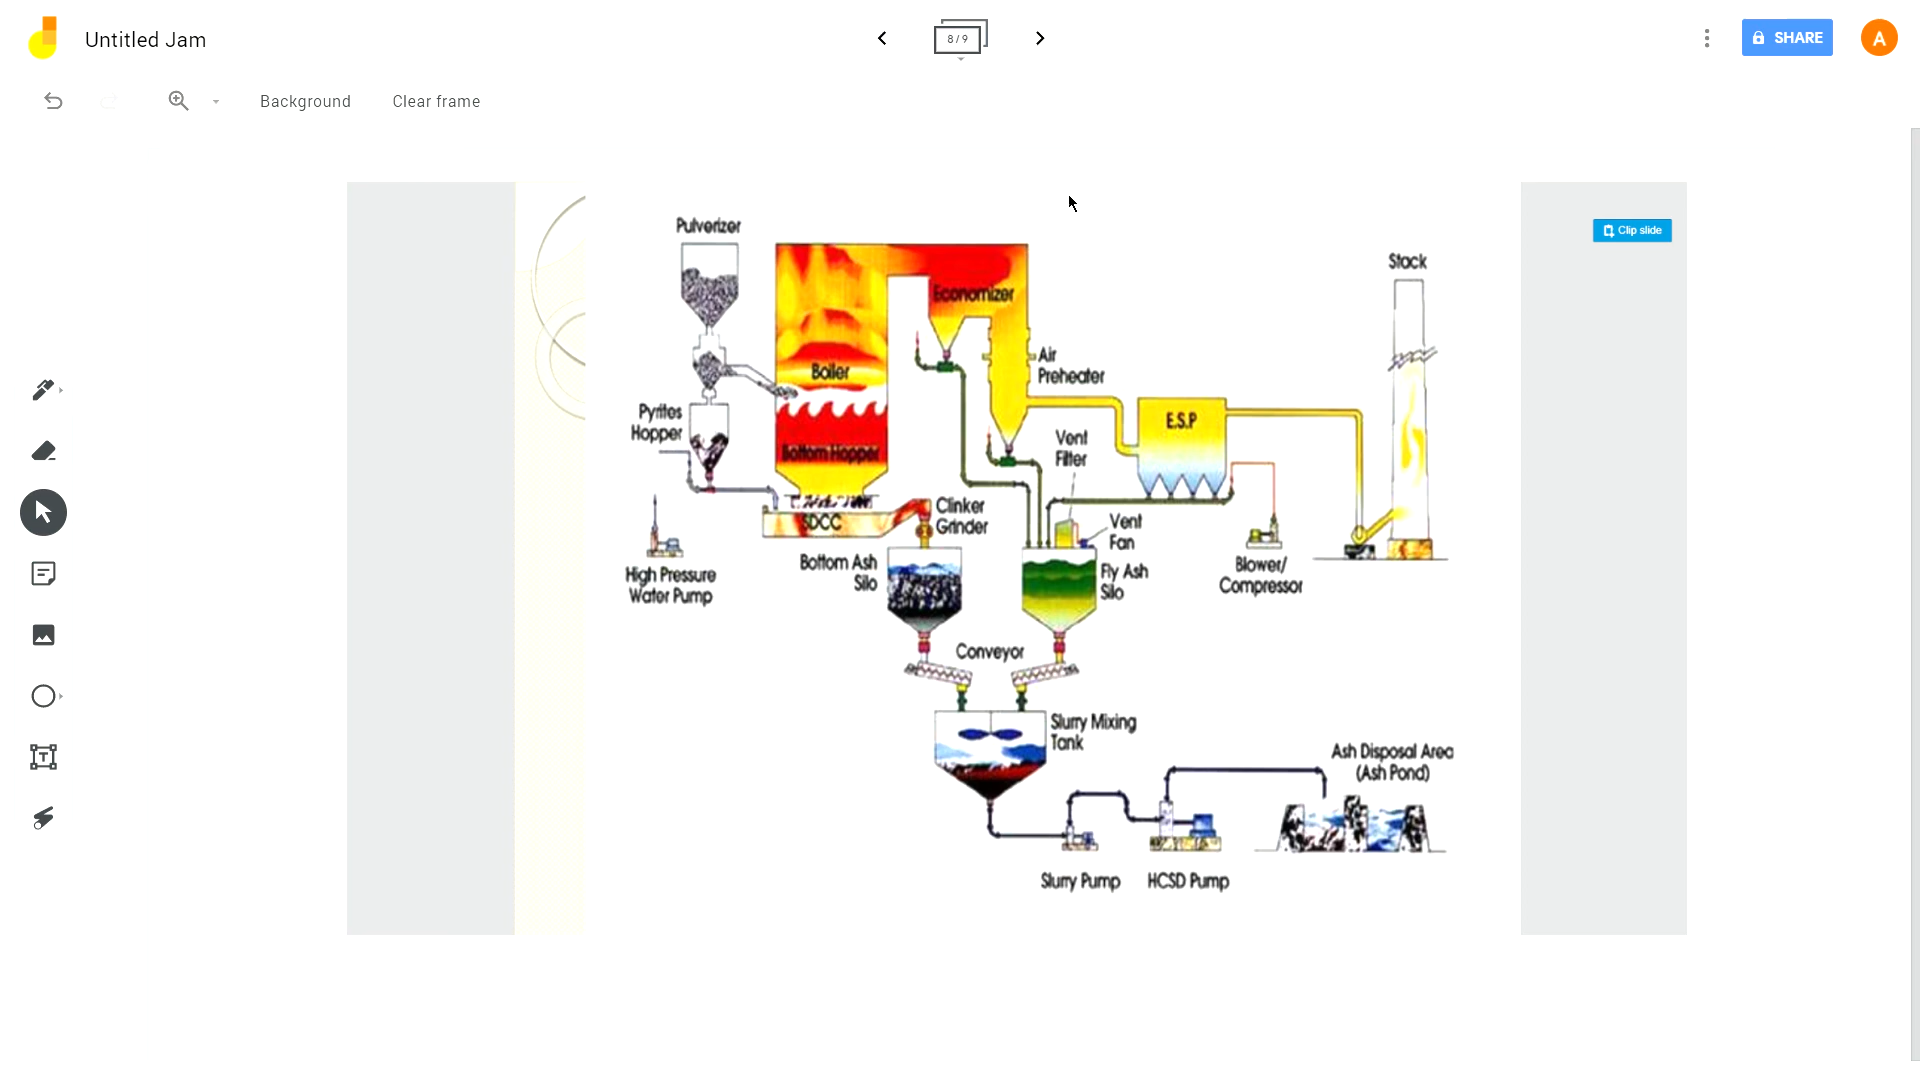 Untitled Jam
8/9
SHARE
A
Background
Clear frame
Clip slide
Pulverizer
Stack
Economizer
Air
Preheater
Boiler
Pyrites
Hopper
E.S.P
Vent
Filter
Bottom Hopper
Clinker
Grinder
SDCC
Vent
Fan
Bottom Ash
Silo
Fly Ash
Silo
Blower/
Compressor
High Pressure
Water Pump
Conveyor
Slurry Mixing
Tank
Ash Disposal Area
(Ash Pond)
Slurry Pump
HCSD Pump